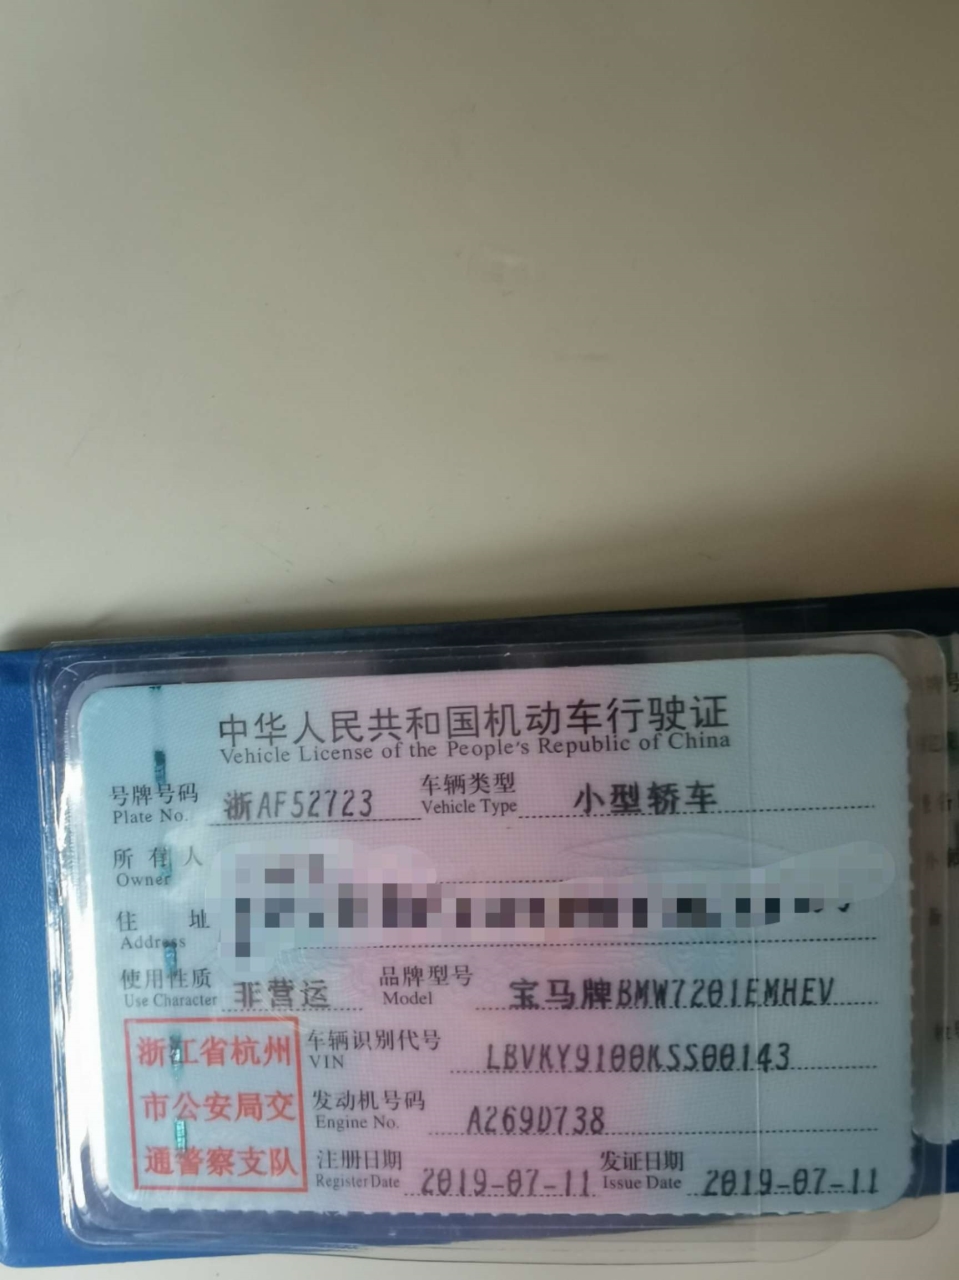 中华人民共和国机动车行驶证
Vehicle License of the People's Republic of China
号牌号码 浙AF52723 车辆类型 小型轿车
Plate No. Vehicle Type
所有人
Owner
住址
Address
使用性质 非营运 品牌型号 宝马牌BMW7201EMHEV
Use Character Model
浙江省杭州
市公安局交
通警察支队
车辆识别代号 LBVKY9100KSS00143
VIN
发动机号码 A269D738
Engine No.
注册日期 2019-07-11 发证日期 2019-07-11
Register Date Issue Date